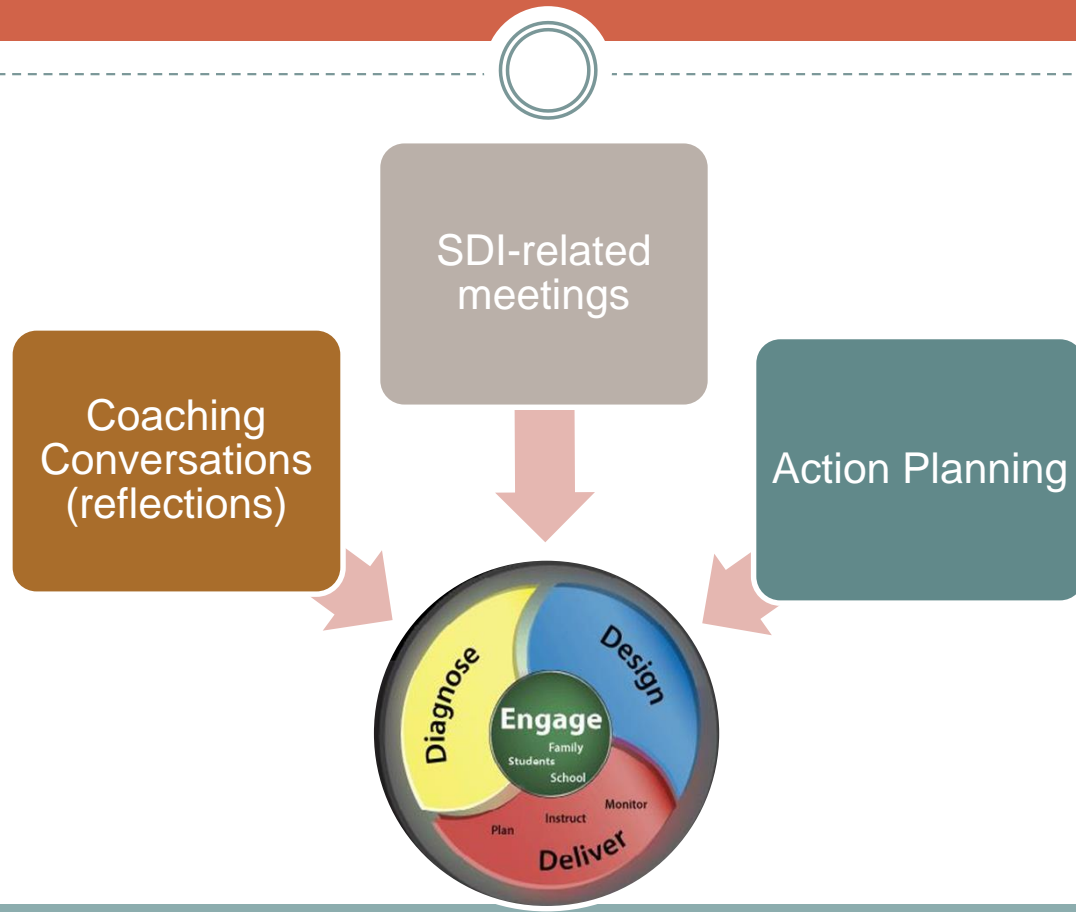 SDI-related
meetings
Coaching
Conversations
(reflections)
Action Planning
Diagnose
Design
Engage
Family
Students
School
Plan
Instruct
Monitor
Deliver